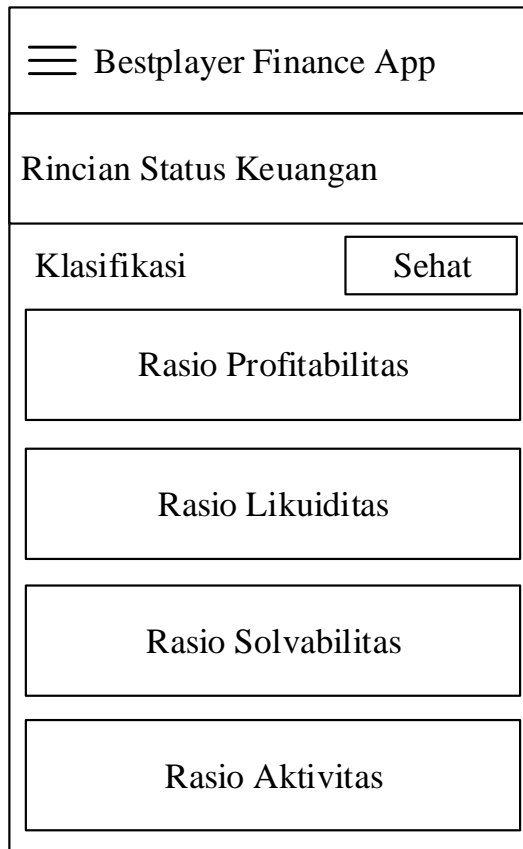 Bestplayer Finance App
Rincian Status Keuangan
Klasifikasi Sehat
Rasio Profitabilitas
Rasio Likuiditas
Rasio Solvabilitas
Rasio Aktivitas